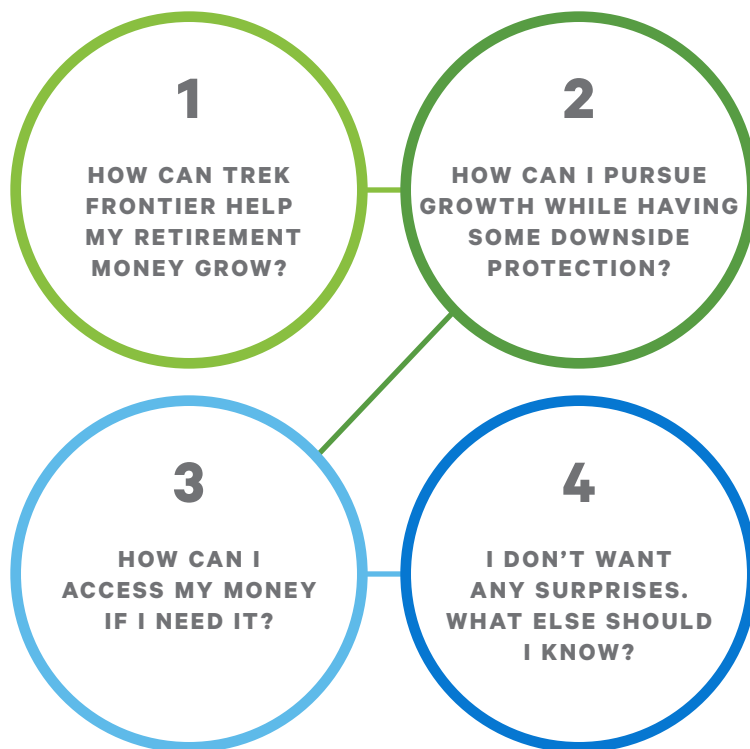 1
HOW CAN TREK
FRONTIER HELP
MY RETIREMENT
MONEY GROW?
2
HOW CAN I PURSUE
GROWTH WHILE HAVING
SOME DOWNSIDE
PROTECTION?
3
HOW CAN I
ACCESS MY MONEY
IF I NEED IT?
4
I DON’T WANT
ANY SURPRISES.
WHAT ELSE SHOULD
I KNOW?